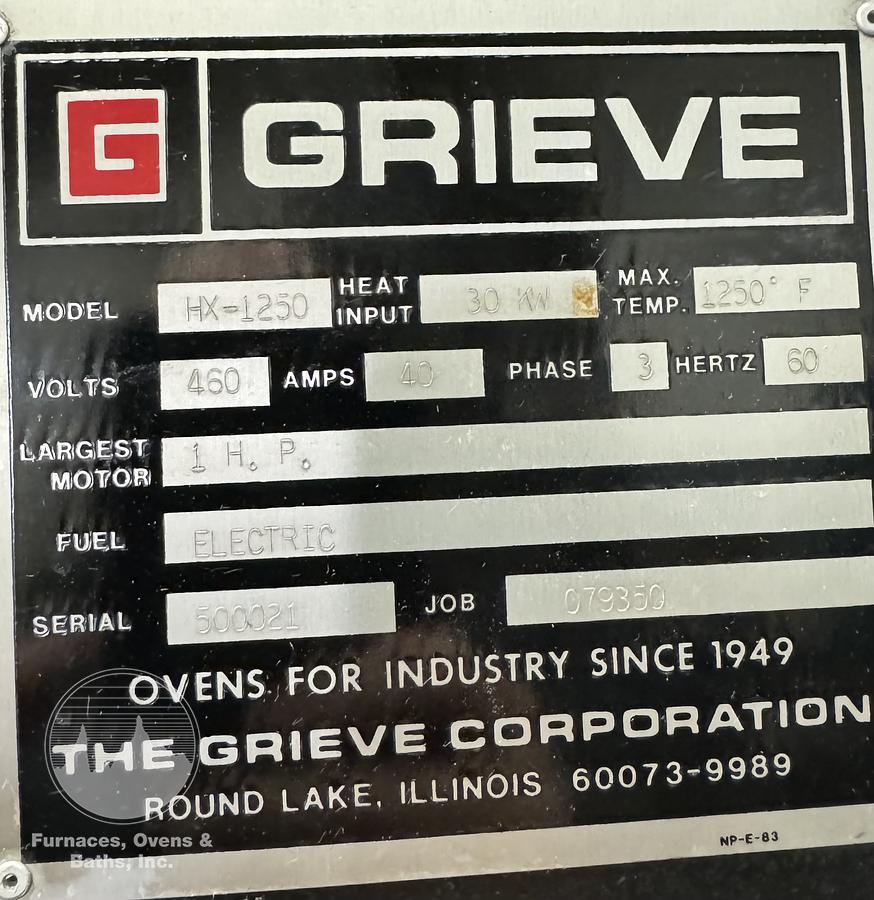 G GRIEVE
MODEL HX-1250 HEAT INPUT 30 KW MAX. TEMP. 1250° F
VOLTS 460 AMPS 40 PHASE 3 HERTZ 60
LARGEST MOTOR 1 H. P.
FUEL ELECTRIC
SERIAL 500021 JOB 079350
OVENS FOR INDUSTRY SINCE 1949
THE GRIEVE CORPORATION
ROUND LAKE, ILLINOIS 60073-9989
NP-E-83
Furnaces, Ovens &
Baths, Inc.